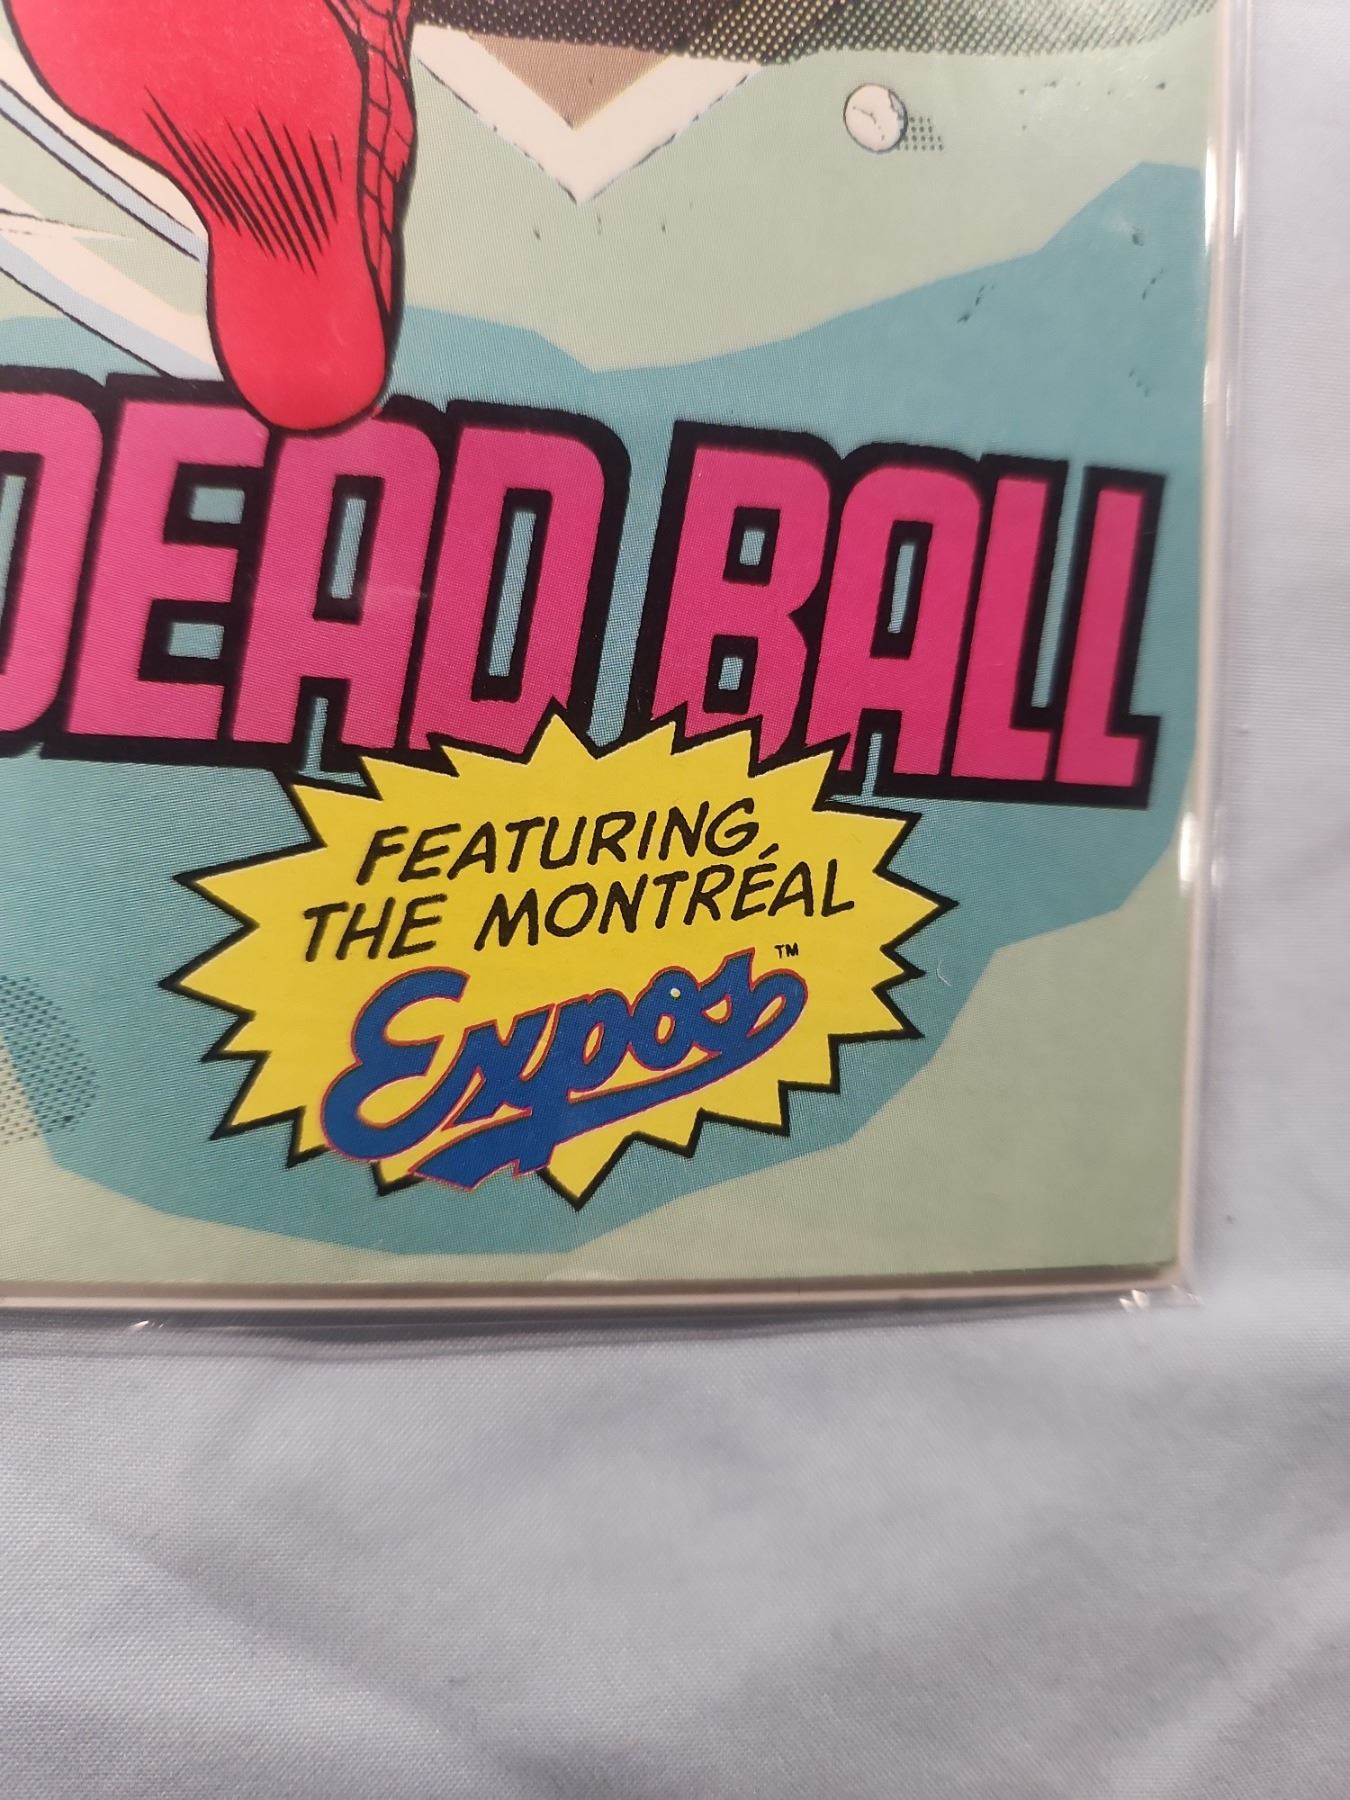 DEAD BALL
FEATURING
THE MONTRÉAL
Expos™